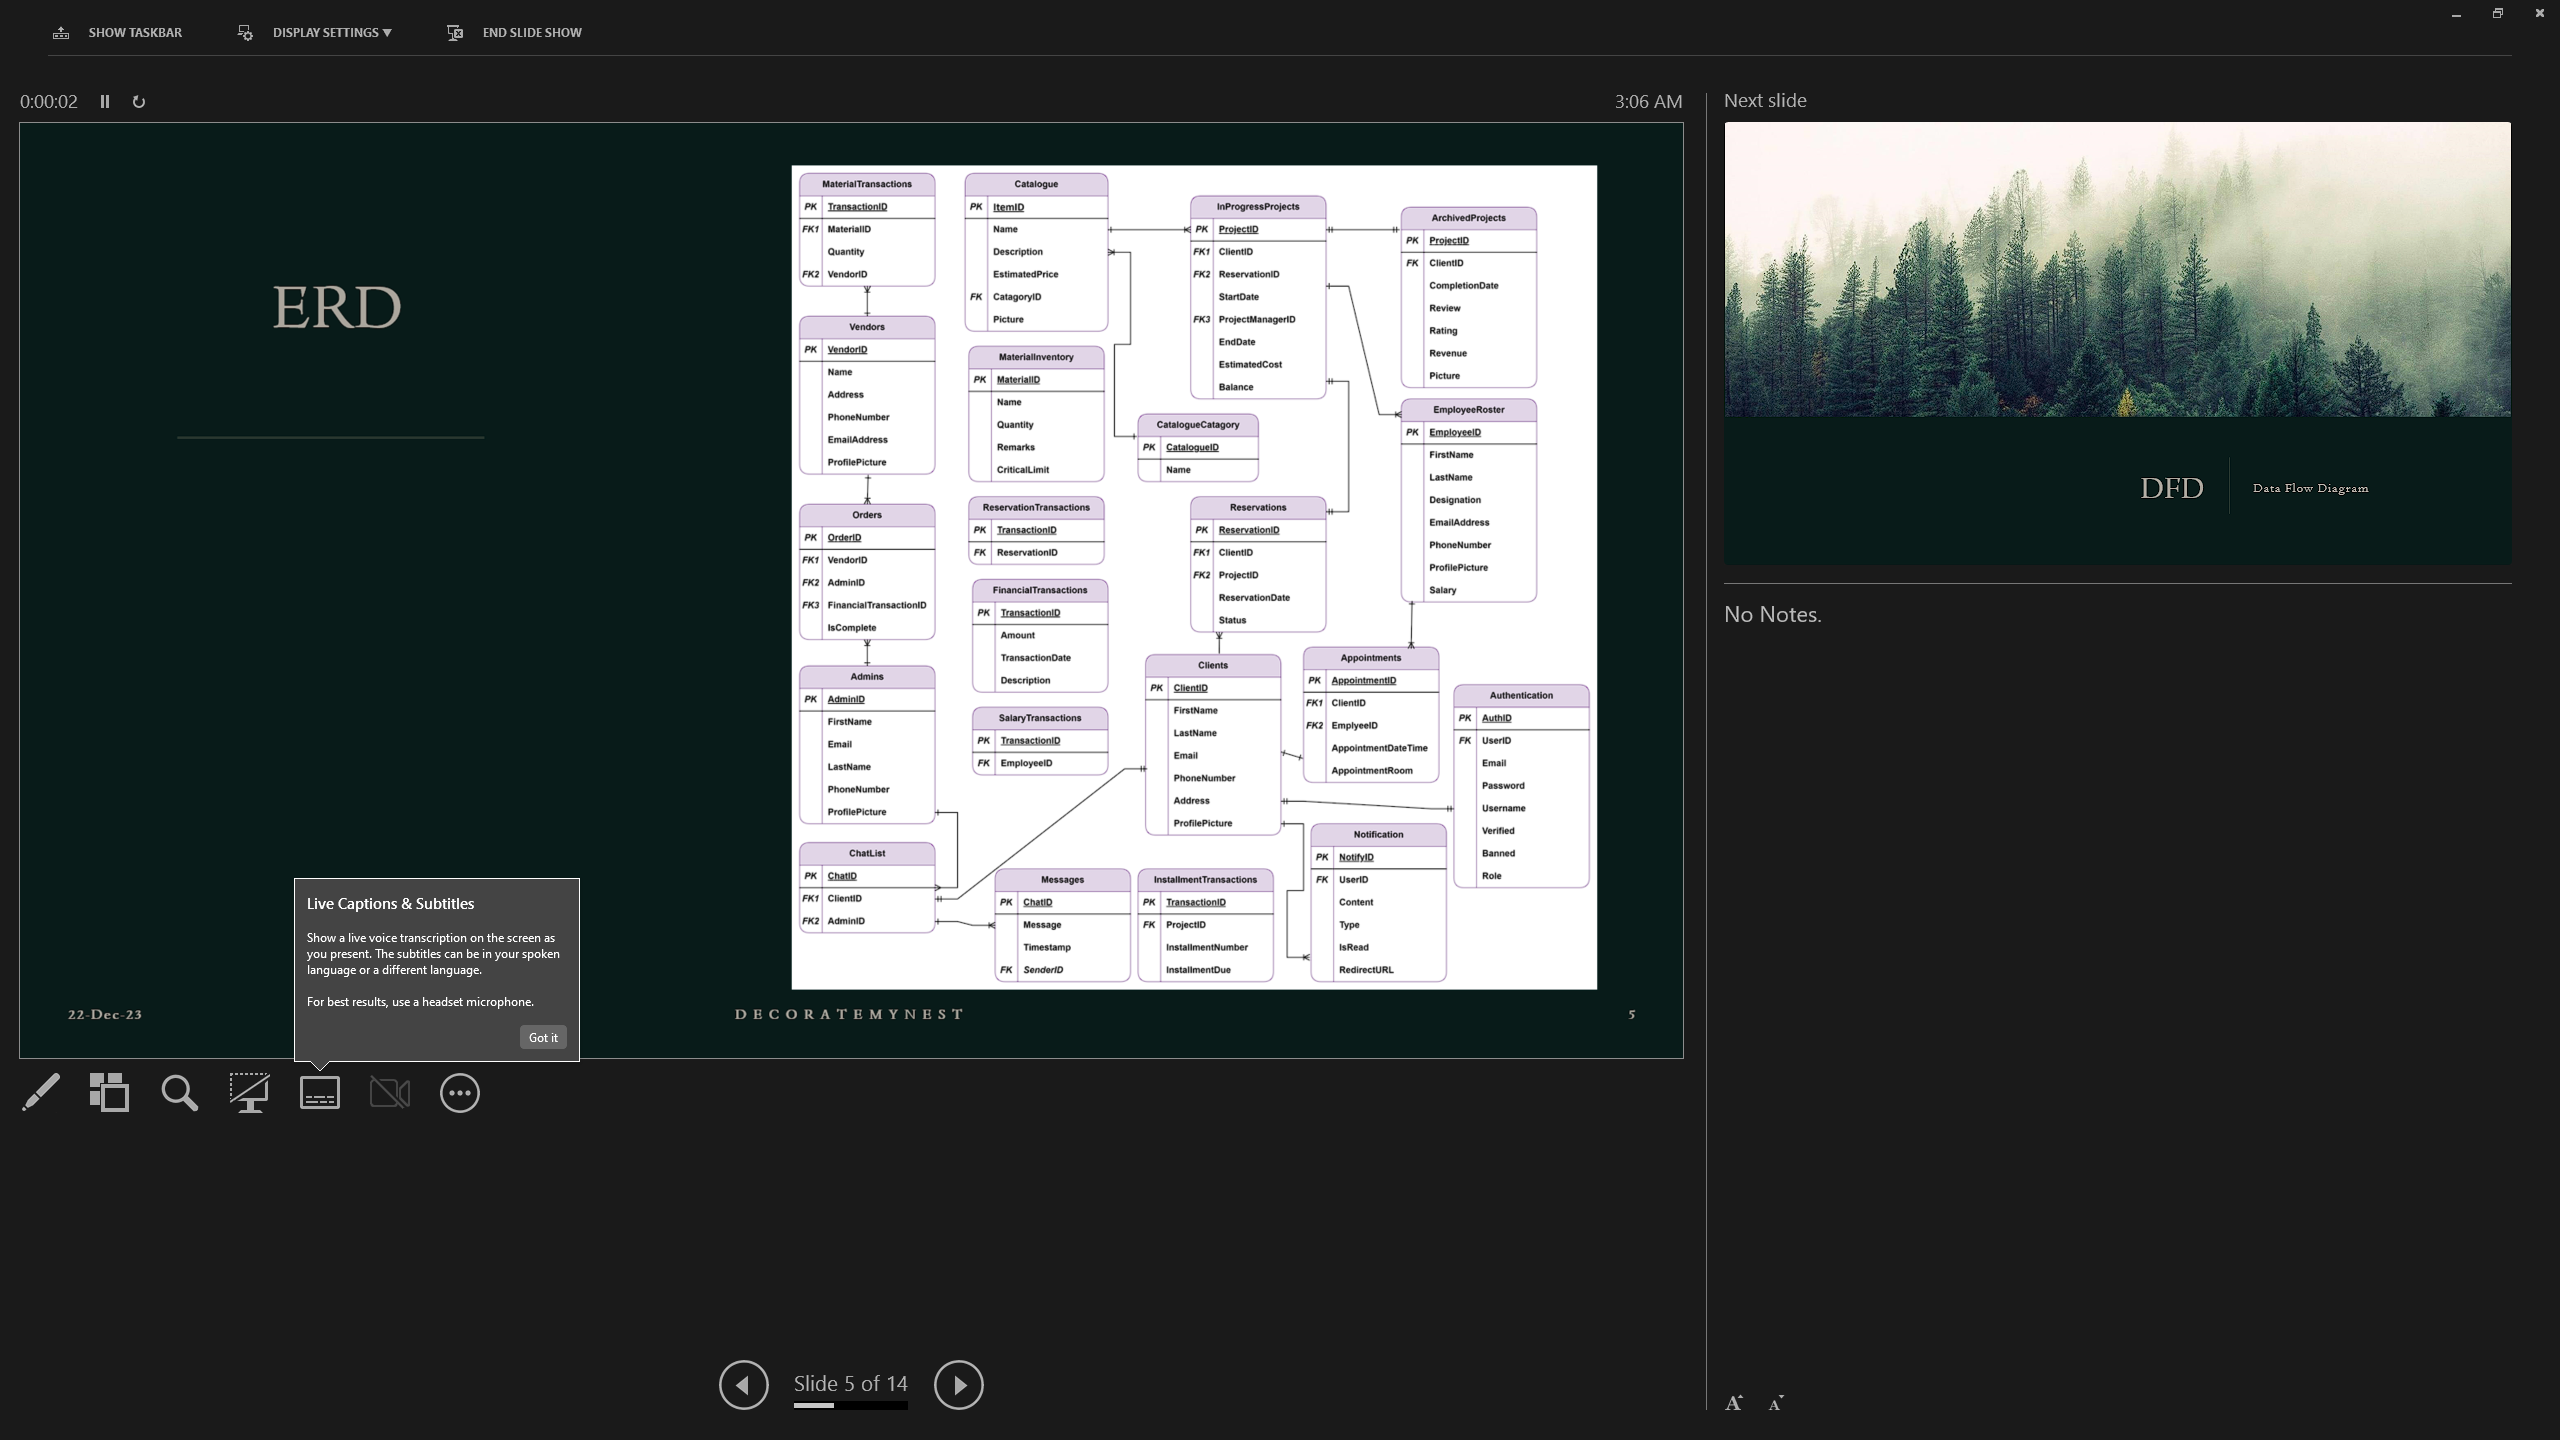 SHOW TASKBAR
DISPLAY SETTINGS ▼
END SLIDE SHOW
0:00:02
3:06 AM
Next slide
ERD
MaterialTransactions
PK TransactionID
FK1 MaterialID
Quantity
FK2 VendorID
Vendors
PK VendorID
Name
Address
PhoneNumber
EmailAddress
ProfilePicture
Orders
PK OrderID
FK1 VendorID
FK2 AdminID
FK3 FinancialTransactionID
IsComplete
Admins
PK AdminID
FirstName
Email
LastName
PhoneNumber
ProfilePicture
ChatList
PK ChatID
FK1 ClientID
FK2 AdminID
Catalogue
PK ItemID
Name
Description
EstimatedPrice
FK CatagoryID
Picture
MaterialInventory
PK MaterialID
Name
Quantity
Remarks
CriticalLimit
ReservationTransactions
PK TransactionID
FK ReservationID
FinancialTransactions
PK TransactionID
Amount
TransactionDate
Description
SalaryTransactions
PK TransactionID
FK EmployeeID
Messages
PK ChatID
Message
Timestamp
FK SenderID
InProgressProjects
PK ProjectID
FK1 ClientID
FK2 ReservationID
StartDate
FK3 ProjectManagerID
EndDate
EstimatedCost
Balance
CatalogueCatagory
PK CatalogueID
Name
Reservations
PK ReservationID
FK1 ClientID
FK2 ProjectID
ReservationDate
Status
Clients
PK ClientID
FirstName
LastName
Email
PhoneNumber
Address
ProfilePicture
InstallmentTransactions
PK TransactionID
FK ProjectID
InstallmentNumber
InstallmentDue
ArchivedProjects
PK ProjectID
FK ClientID
CompletionDate
Review
Rating
Revenue
Picture
EmployeeRoster
PK EmployeeID
FirstName
LastName
Designation
EmailAddress
PhoneNumber
ProfilePicture
Salary
Appointments
PK AppointmentID
FK1 ClientID
FK2 EmplyeeID
AppointmentDateTime
AppointmentRoom
Authentication
PK AuthID
FK UserID
Email
Password
Username
Verified
Banned
Role
Notification
PK NotifyID
FK UserID
Content
Type
IsRead
RedirectURL
22-Dec-23
DECORATEMYNEST
5
Live Captions & Subtitles
Show a live voice transcription on the screen as
you present. The subtitles can be in your spoken
language or a different language.
For best results, use a headset microphone.
Got it
Slide 5 of 14
DFD
Data Flow Diagram
No Notes.
A
A